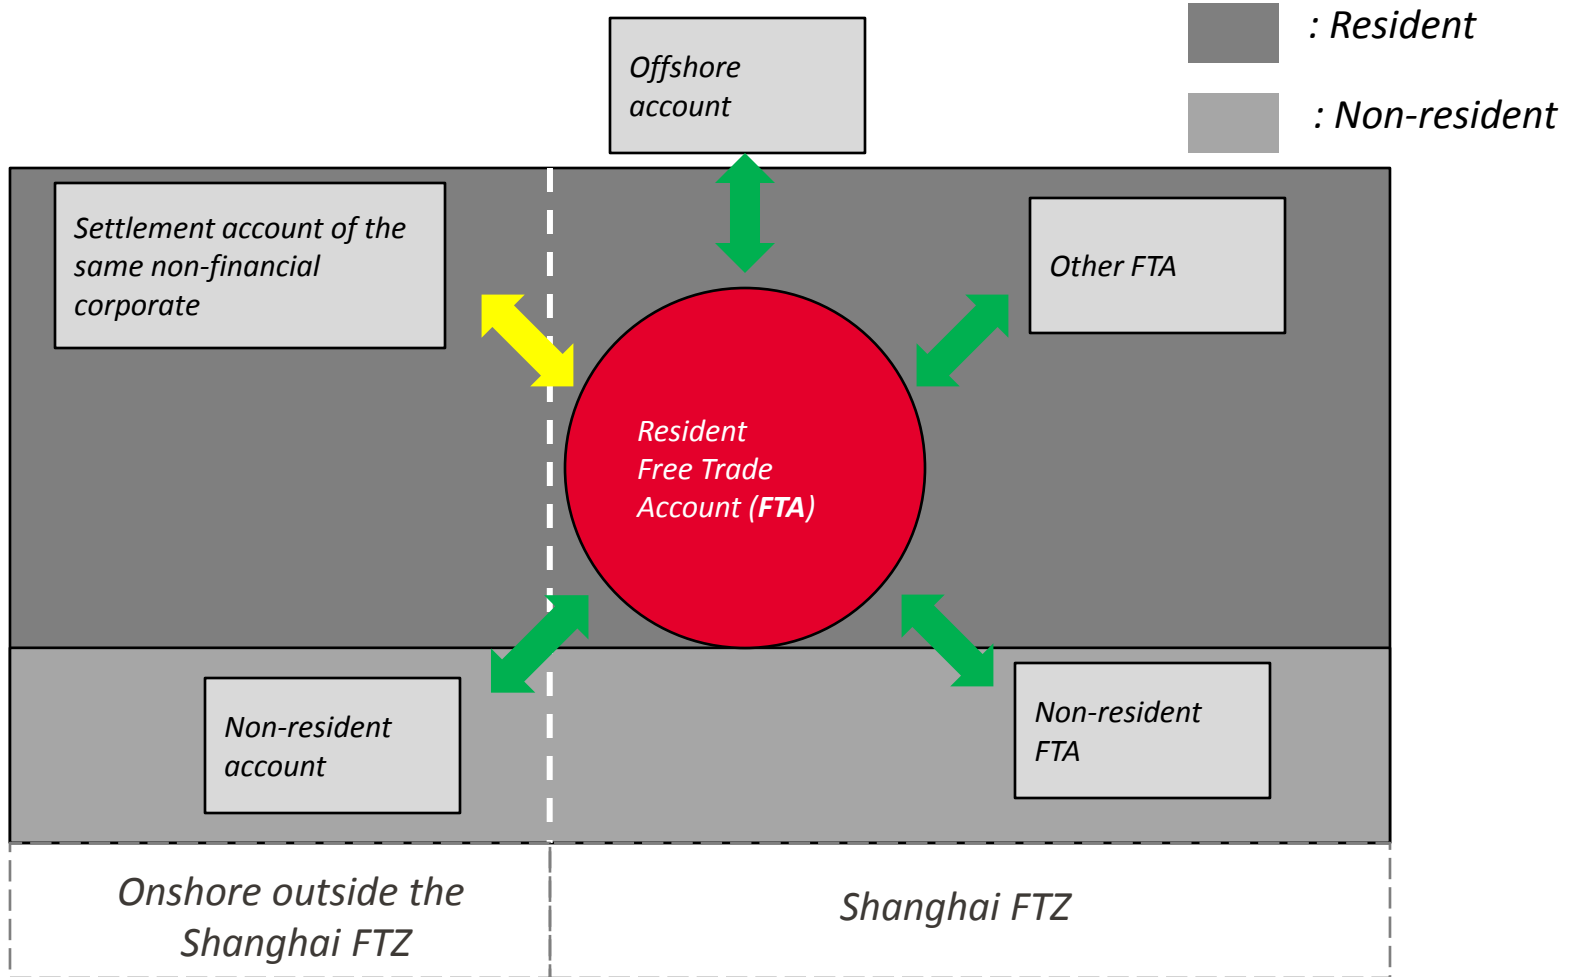 : Resident
Offshore
account
: Non-resident
Settlement account of the
same non-financial
corporate
Other FTA
Resident
Free Trade
Account (FTA)
Non-resident
account
Non-resident
FTA
Onshore outside the
Shanghai FTZ
Shanghai FTZ